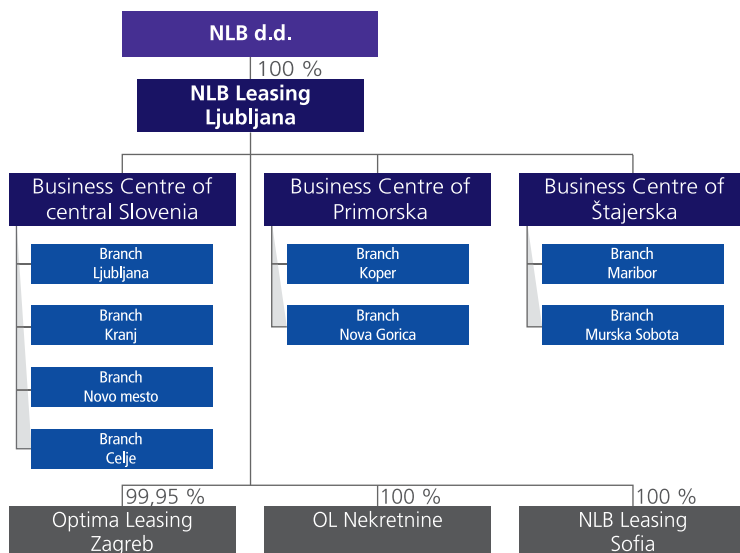 NLB d.d.
100 %
NLB Leasing
Ljubljana
Business Centre of
central Slovenia
Branch
Ljubljana
Branch
Kranj
Branch
Novo mesto
Branch
Celje
Business Centre of
Primorska
Branch
Koper
Branch
Nova Gorica
Business Centre of
Štajerska
Branch
Maribor
Branch
Murska Sobota
99,95 %
Optima Leasing
Zagreb
100 %
OL Nekretnine
100 %
NLB Leasing
Sofia